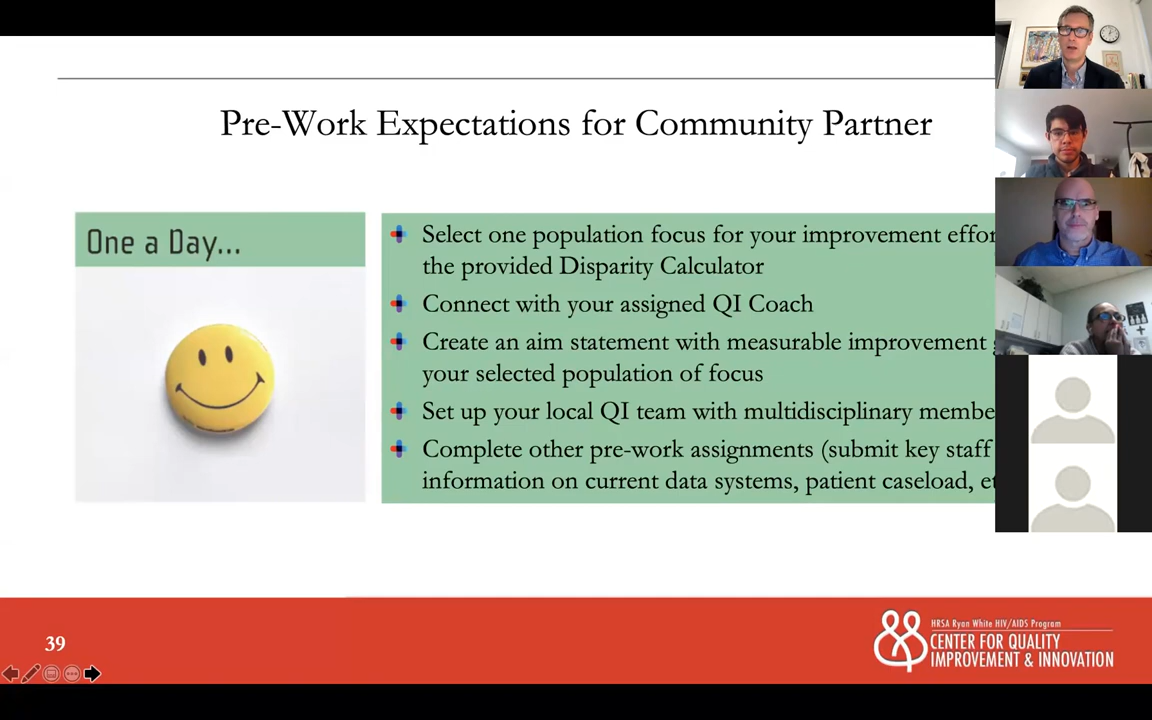 Pre-Work Expectations for Community Partner
One a Day...
Select one population focus for your improvement
the provided Disparity Calculator
Connect with your assigned QI Coach
Create an aim statement with measurable improvement
your selected population of focus
Set up your local QI team with multidisciplinary
Complete other pre-work assignments (submit key staff
information on current data systems, patient caseload,
39
HRSA Ryan White HIV/AIDS Program
CENTER FOR QUALITY
IMPROVEMENT & INNOVATION